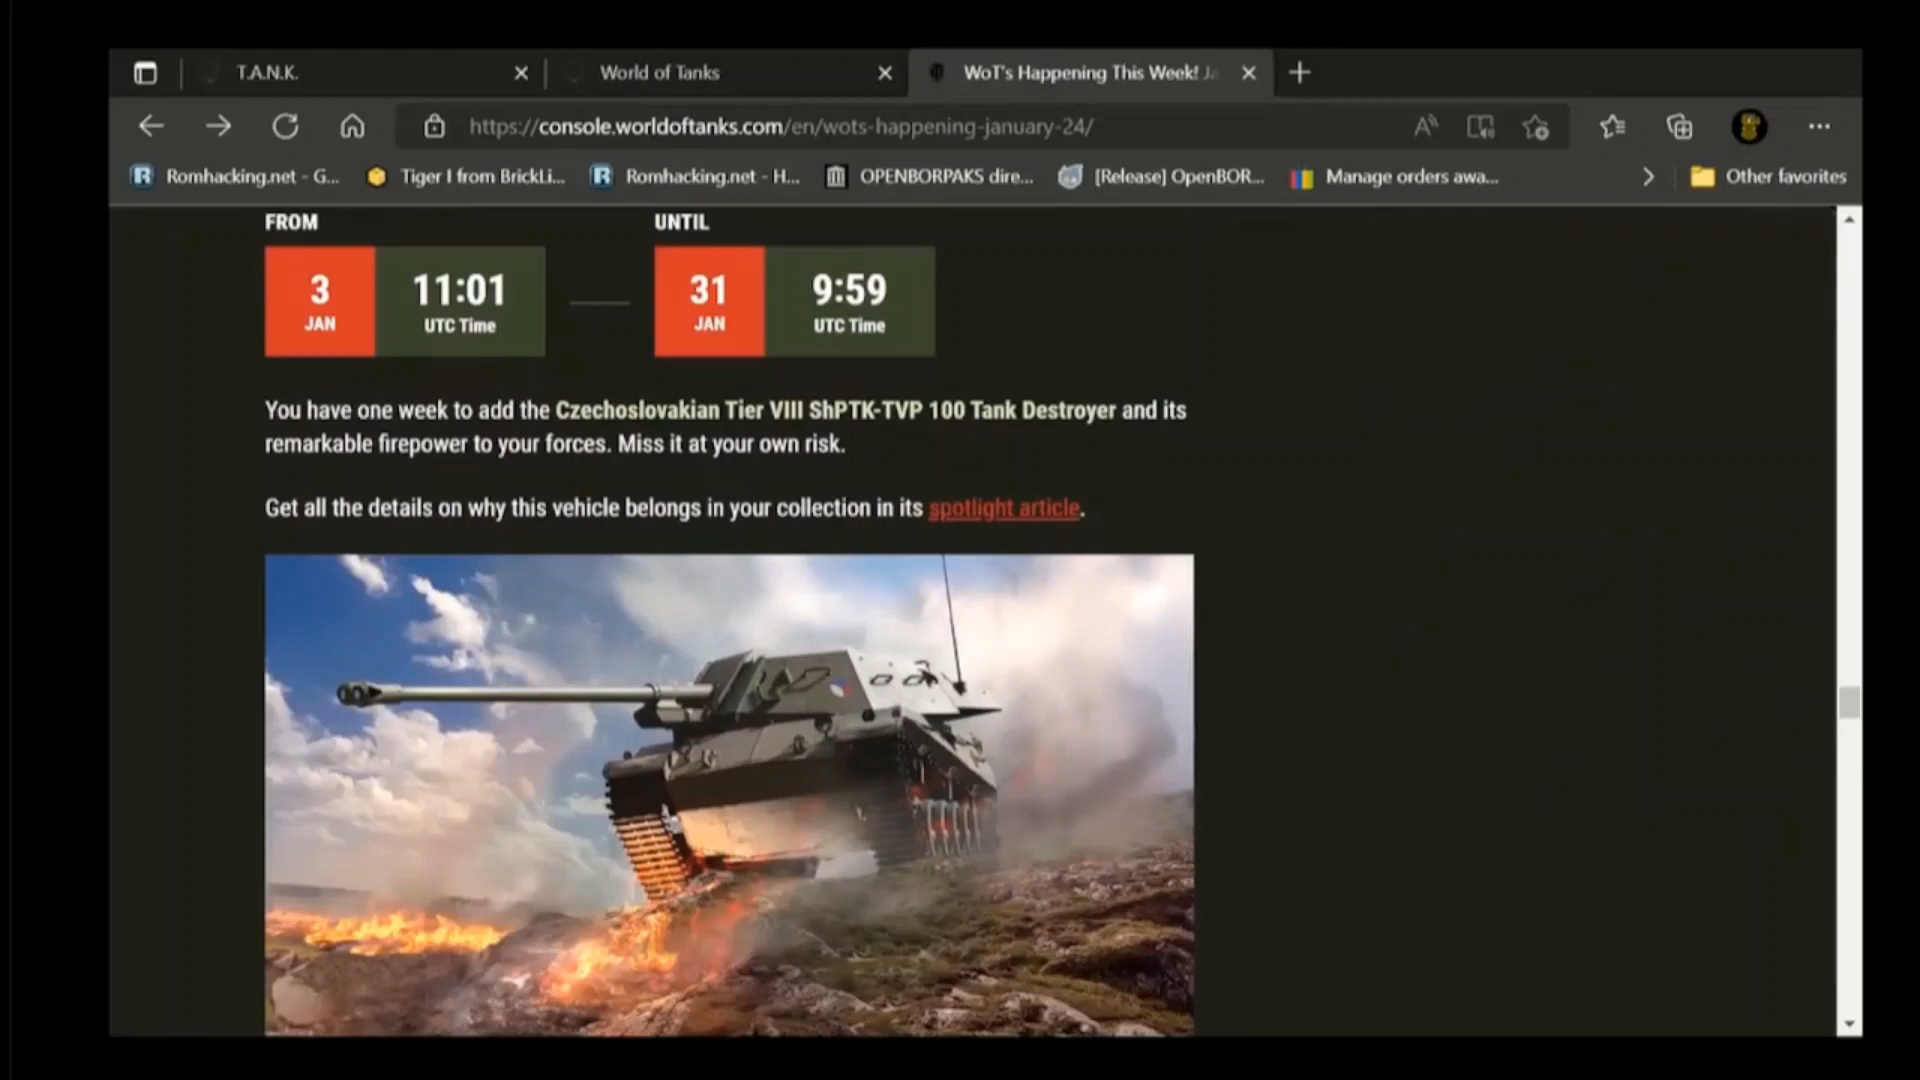 T.A.N.K.
World of Tanks
WoT's Happening This Week! Ja
https://console.worldoftanks.com/en/wots-happening-january-24/
Romhacking.net - G...
Tiger I from BrickLi...
Romhacking.net - H...
OPENBORPAKS dire...
[Release] OpenBOR...
Manage orders awa...
Other favorites
FROM
UNTIL
3
JAN
11:01
UTC Time
31
JAN
9:59
UTC Time
You have one week to add the Czechoslovakian Tier VIII ShPTK-TVP 100 Tank Destroyer and its
remarkable firepower to your forces. Miss it at your own risk.
Get all the details on why this vehicle belongs in your collection in its spotlight article.